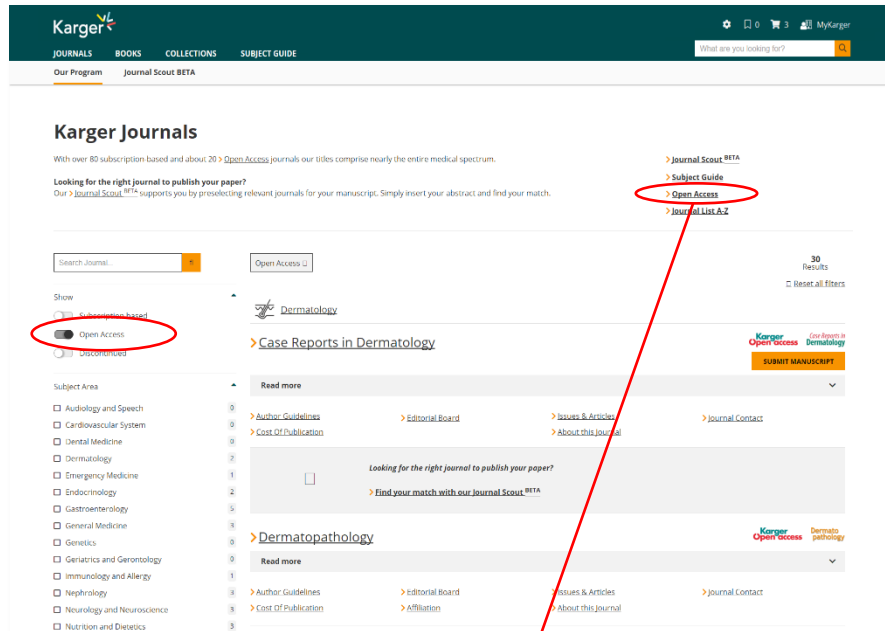 Karger
0 3 MyKarger
JOURNALS BOOKS COLLECTIONS SUBJECT GUIDE
What are you looking for?
Our Program Journal Scout BETA
Karger Journals
With over 80 subscription based and about 20 > Open Access journals our titles comprise nearly the entire medical spectrum.
Looking for the right journal to publish your paper?
Our > Journal Scout BETA supports you by preselecting relevant journals for your manuscript. Simply insert your abstract and find your match.
> Journal Scout BETA
> Subject Guide
> Open Access
> Journal List A-Z
Search Journal...
Open Access
30
Results
Reset all filters
Show
Subscription based
Open Access
Discontinued
Subject Area
Audiology and Speech 0
Cardiovascular System 0
Dental Medicine 0
Dermatology 2
Emergency Medicine 1
Endocrinology 2
Gastroenterology 5
General Medicine 3
Genetics 0
Geriatrics and Gerontology 0
Immunology and Allergy 1
Nephrology 3
Neurology and Neuroscience 3
Nutrition and Dietetics 3
Dermatology
> Case Reports in Dermatology
Karger
Open access
Case Reports in
Dermatology
SUBMIT MANUSCRIPT
Read more
> Author Guidelines > Editorial Board > Issues & Articles > Journal Contact
> Cost Of Publication > About this Journal
Looking for the right journal to publish your paper?
> Find your match with our Journal Scout BETA
> Dermatopathology
Karger
Open access
Dermato
pathology
Read more
> Author Guidelines > Editorial Board > Issues & Articles > Journal Contact
> Cost Of Publication > Affiliation > About this Journal